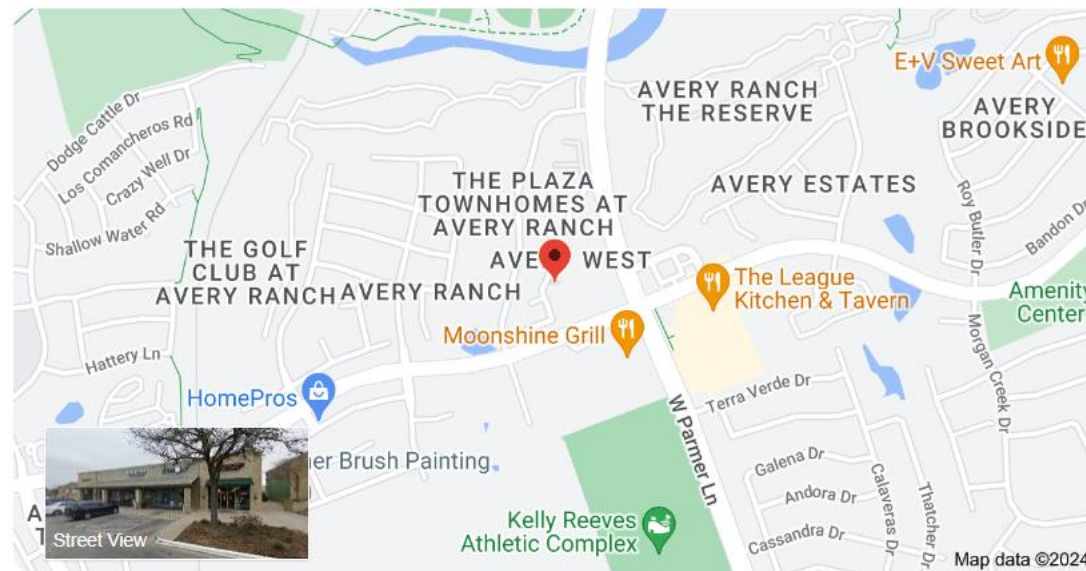 E+V Sweet Art
AVERY RANCH
THE RESERVE
AVERY
BROOKSIDE
Dodge Cattle Dr
Los Comancheros Rd
Crazy Well Dr
Shallow Water Rd
THE PLAZA
TOWNHOMES AT
AVERY RANCH
AVERY ESTATES
Roy Butler Dr
Bandon Dr
THE GOLF
CLUB AT
AVERY RANCH
AVERY RANCH
AVE WEST
The League
Kitchen & Tavern
Amenity
Center
Moonshine Grill
Hattery Ln
HomePros
Morgan Creek Dr
Terra Verde Dr
W Parmer Ln
ner Brush Painting
Galena Dr
Andora Dr
Cassandra Dr
Calaveras Dr
Thatcher Dr
Kelly Reeves
Athletic Complex
A
T
Street View
Map data ©2024